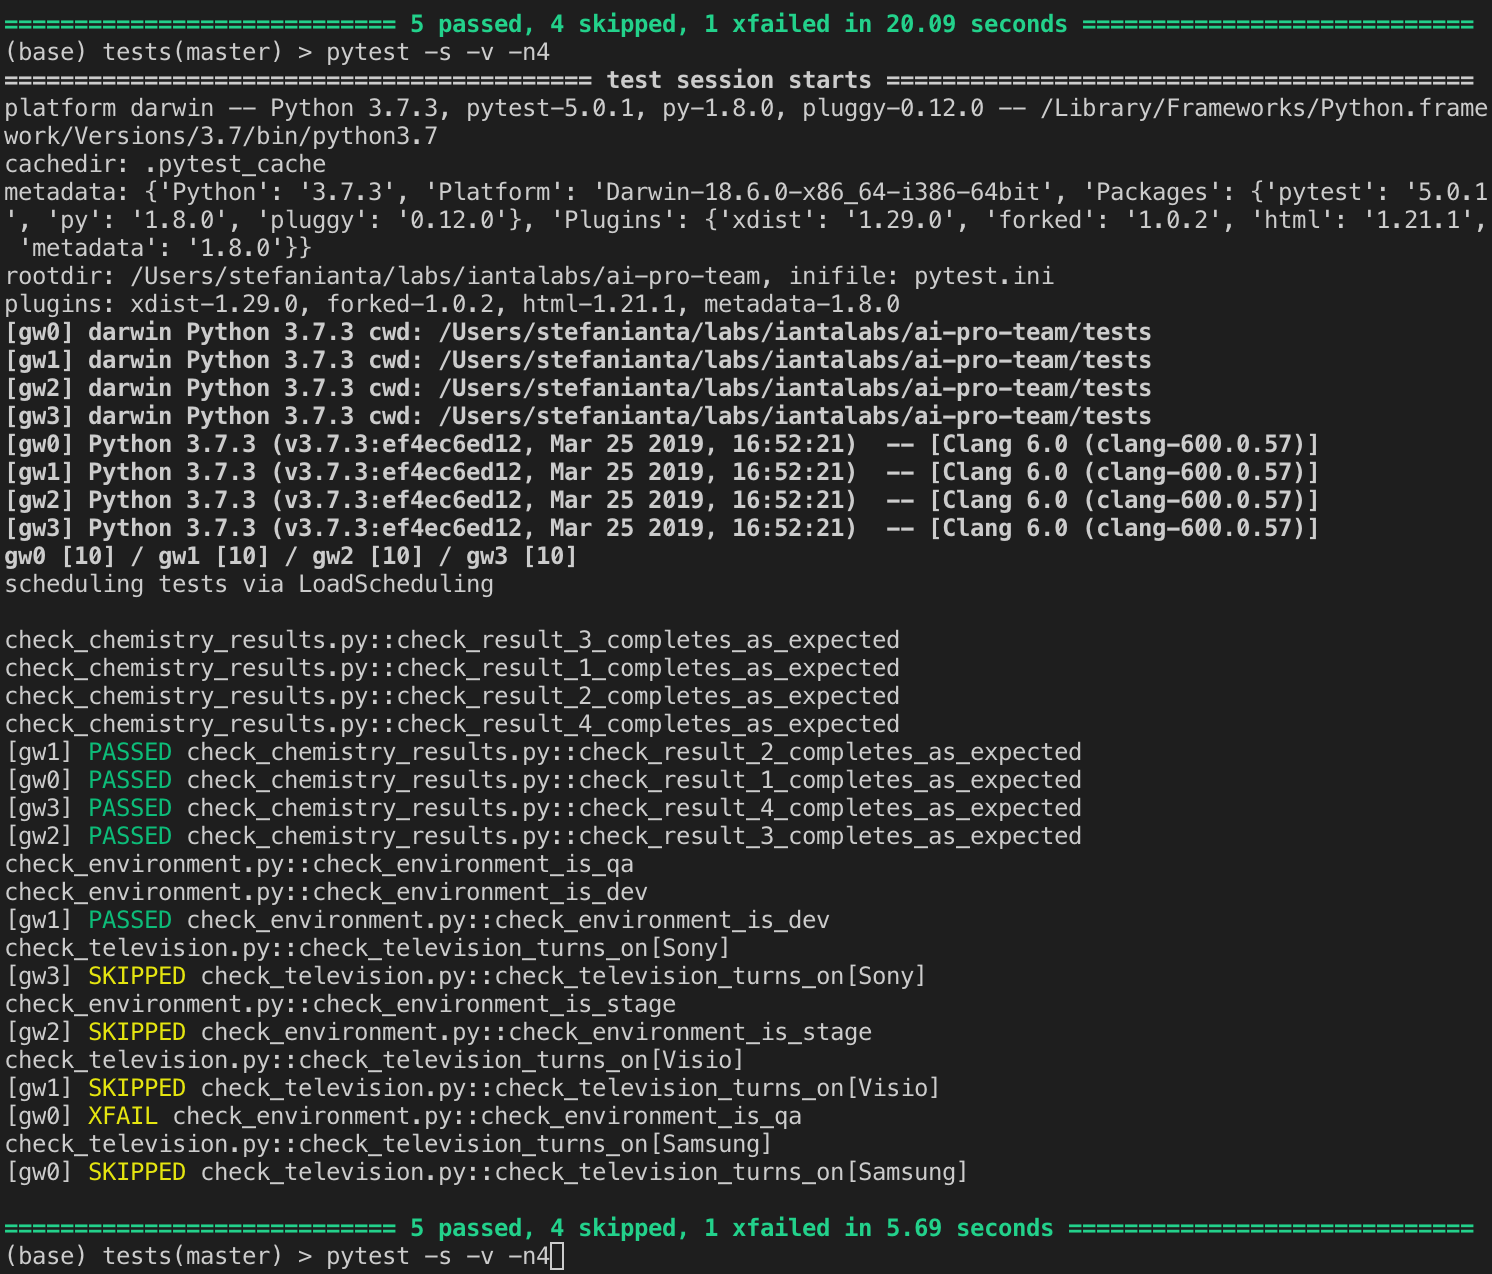 ============================ 5 passed, 4 skipped, 1 xfailed in 20.09 seconds ============================
(base) tests(master) > pytest -s -v -n4
========================================== test session starts ==========================================
platform darwin -- Python 3.7.3, pytest-5.0.1, py-1.8.0, pluggy-0.12.0 -- /Library/Frameworks/Python.frame
work/Versions/3.7/bin/python3.7
cachedir: .pytest_cache
metadata: {'Python': '3.7.3', 'Platform': 'Darwin-18.6.0-x86_64-i386-64bit', 'Packages': {'pytest': '5.0.1
', 'py': '1.8.0', 'pluggy': '0.12.0'}, 'Plugins': {'xdist': '1.29.0', 'forked': '1.0.2', 'html': '1.21.1',
 'metadata': '1.8.0'}}
rootdir: /Users/stefanianta/labs/iantalabs/ai-pro-team, inifile: pytest.ini
plugins: xdist-1.29.0, forked-1.0.2, html-1.21.1, metadata-1.8.0
[gw0] darwin Python 3.7.3 cwd: /Users/stefanianta/labs/iantalabs/ai-pro-team/tests
[gw1] darwin Python 3.7.3 cwd: /Users/stefanianta/labs/iantalabs/ai-pro-team/tests
[gw2] darwin Python 3.7.3 cwd: /Users/stefanianta/labs/iantalabs/ai-pro-team/tests
[gw3] darwin Python 3.7.3 cwd: /Users/stefanianta/labs/iantalabs/ai-pro-team/tests
[gw0] Python 3.7.3 (v3.7.3:ef4ec6ed12, Mar 25 2019, 16:52:21)  -- [Clang 6.0 (clang-600.0.57)]
[gw1] Python 3.7.3 (v3.7.3:ef4ec6ed12, Mar 25 2019, 16:52:21)  -- [Clang 6.0 (clang-600.0.57)]
[gw2] Python 3.7.3 (v3.7.3:ef4ec6ed12, Mar 25 2019, 16:52:21)  -- [Clang 6.0 (clang-600.0.57)]
[gw3] Python 3.7.3 (v3.7.3:ef4ec6ed12, Mar 25 2019, 16:52:21)  -- [Clang 6.0 (clang-600.0.57)]
gw0 [10] / gw1 [10] / gw2 [10] / gw3 [10]
scheduling tests via LoadScheduling

check_chemistry_results.py::check_result_3_completes_as_expected
check_chemistry_results.py::check_result_1_completes_as_expected
check_chemistry_results.py::check_result_2_completes_as_expected
check_chemistry_results.py::check_result_4_completes_as_expected
[gw1] PASSED check_chemistry_results.py::check_result_2_completes_as_expected
[gw0] PASSED check_chemistry_results.py::check_result_1_completes_as_expected
[gw3] PASSED check_chemistry_results.py::check_result_4_completes_as_expected
[gw2] PASSED check_chemistry_results.py::check_result_3_completes_as_expected
check_environment.py::check_environment_is_qa
check_environment.py::check_environment_is_dev
[gw1] PASSED check_environment.py::check_environment_is_dev
check_television.py::check_television_turns_on[Sony]
[gw3] SKIPPED check_television.py::check_television_turns_on[Sony]
check_environment.py::check_environment_is_stage
[gw2] SKIPPED check_environment.py::check_environment_is_stage
check_television.py::check_television_turns_on[Visio]
[gw1] SKIPPED check_television.py::check_television_turns_on[Visio]
[gw0] XFAIL check_environment.py::check_environment_is_qa
check_television.py::check_television_turns_on[Samsung]
[gw0] SKIPPED check_television.py::check_television_turns_on[Samsung]

============================ 5 passed, 4 skipped, 1 xfailed in 5.69 seconds =============================
(base) tests(master) > pytest -s -v -n4